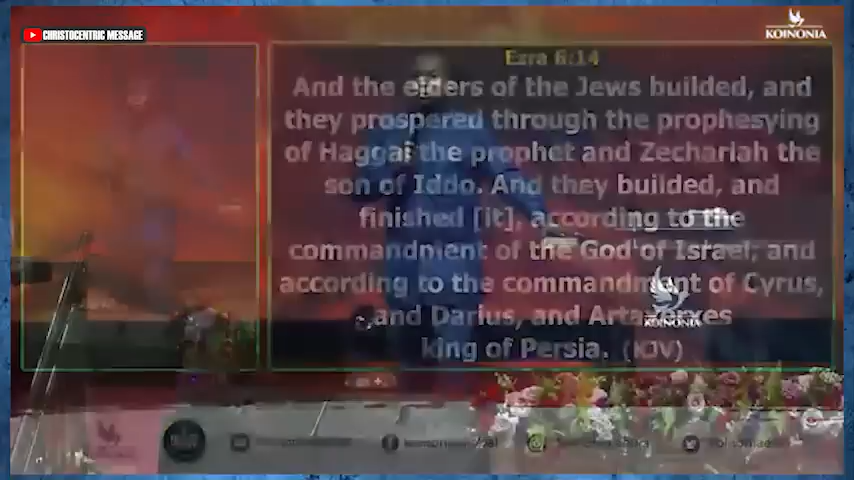 CHRISTOCENTRIC MESSAGE
KOINONIA
Ezra 6:14
And the elders of the Jews builded, and
they prospered through the prophesying
of Haggai the prophet and Zechariah the
son of Iddo. And they builded, and
finished [it], according to the
commandment of the God of Israel, and
according to the commandment of Cyrus,
and Darius, and Artaxerxes
king of Persia. (KJV)
KOINONIA